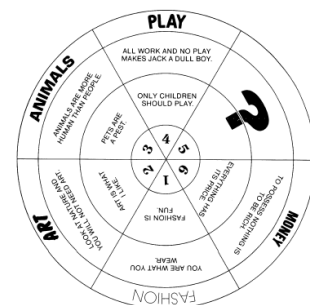 PLAY
ALL WORK AND NO PLAY
MAKES JACK A DULL BOY.
ONLY CHILDREN
SHOULD PLAY.
4
?
5
MONEY
TO POSSESS NOTHING IS
TO BE RICH.
EVERYTHING HAS
ITS PRICE.
6
FASHION
YOU ARE WHAT YOU
WEAR.
FASHION IS
FUN.
1
ART
LOOK AT NATURE AND
YOU WILL NOT NEED ART.
ART IS WHAT
I LIKE.
2
ANIMALS
ANIMALS ARE MORE
HUMAN THAN PEOPLE.
PETS ARE
A PEST.
3